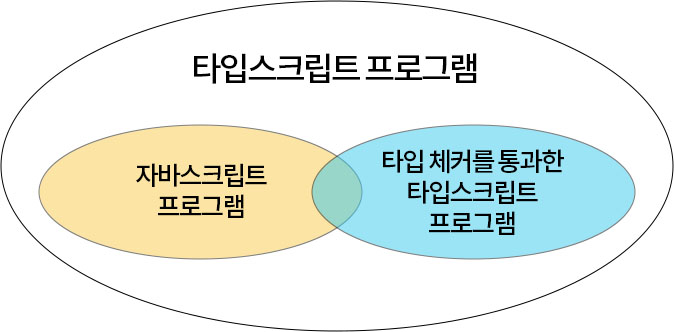 타입스크립트 프로그램
자바스크립트
프로그램
타입 체커를 통과한
타입스크립트
프로그램